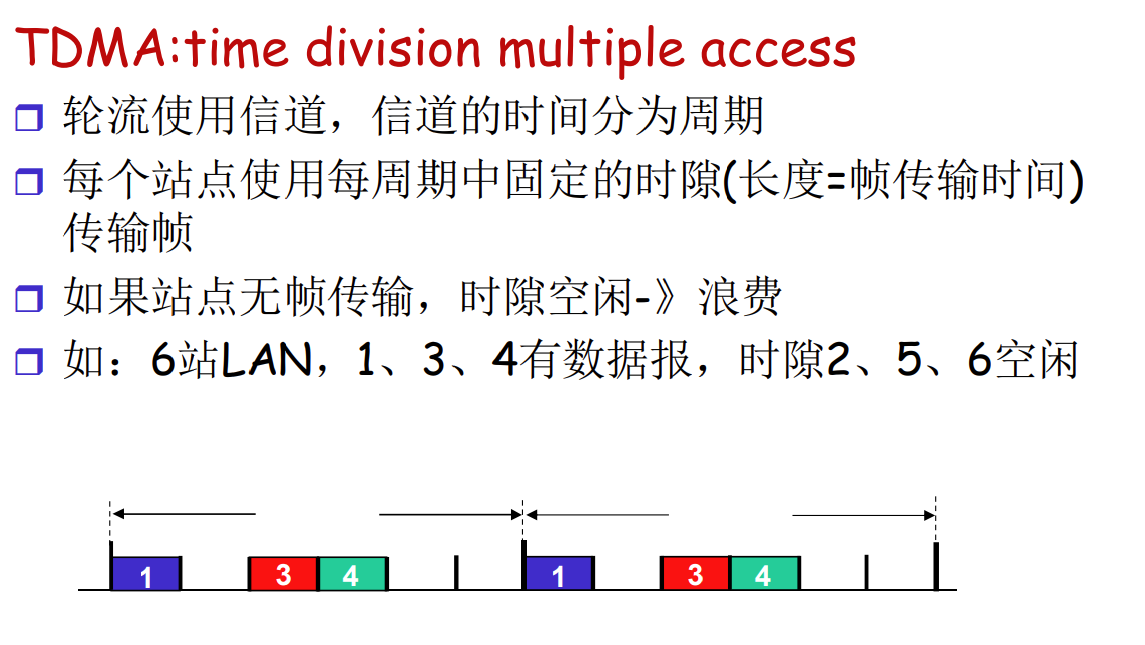 TDMA:time division multiple access
轮流使用信道，信道的时间分为周期
每个站点使用每周期中固定的时隙(长度=帧传输时间)
传输帧
如果站点无帧传输，时隙空闲-》浪费
如：6站LAN，1、3、4有数据报，时隙2、5、6空闲
1 3 4 1 3 4